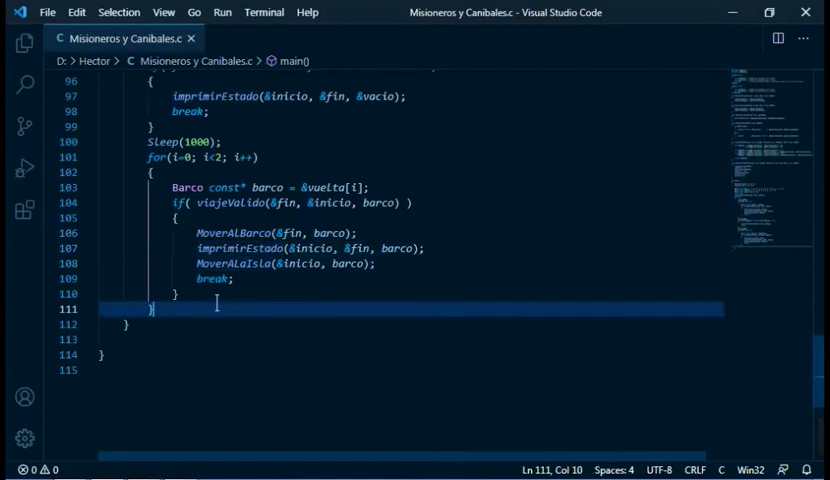 File Edit Selection View Go Run Terminal Help Misioneros y Canibales.c - Visual Studio Code
C Misioneros y Canibales.c
D: > Hector > C Misioneros y Canibales.c > main()
96 {
97 imprimirEstado(&inicio, &fin, &vacio);
98 break;
99 }
100 Sleep(1000);
101 for(i=0; i<2; i++)
102 {
103 Barco const* barco = &vuelta[i];
104 if( viajeValido(&fin, &inicio, barco) )
105 {
106 MoverAlBarco(&fin, barco);
107 imprimirEstado(&inicio, &fin, barco);
108 MoverALaIsla(&inicio, barco);
109 break;
110 }
111 }
112 }
113
114 }
115
0 0 Ln 111, Col 10 Spaces: 4 UTF-8 CRLF C Win32